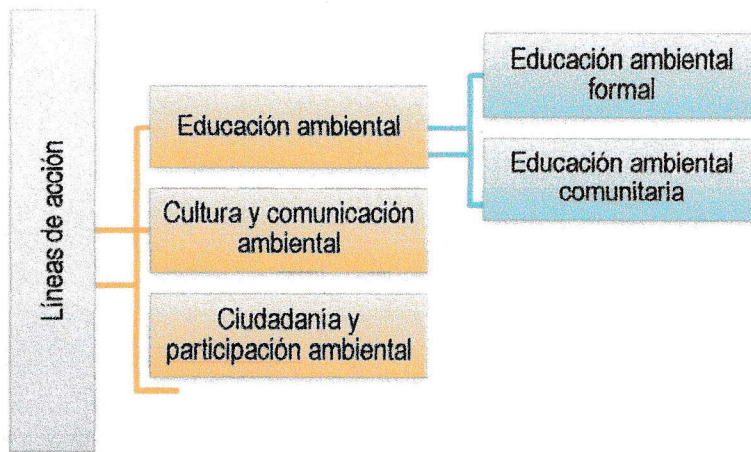 Líneas de acción
Educación ambiental
Cultura y comunicación
ambiental
Ciudadanía y
participación ambiental
Educación ambiental
formal
Educación ambiental
comunitaria